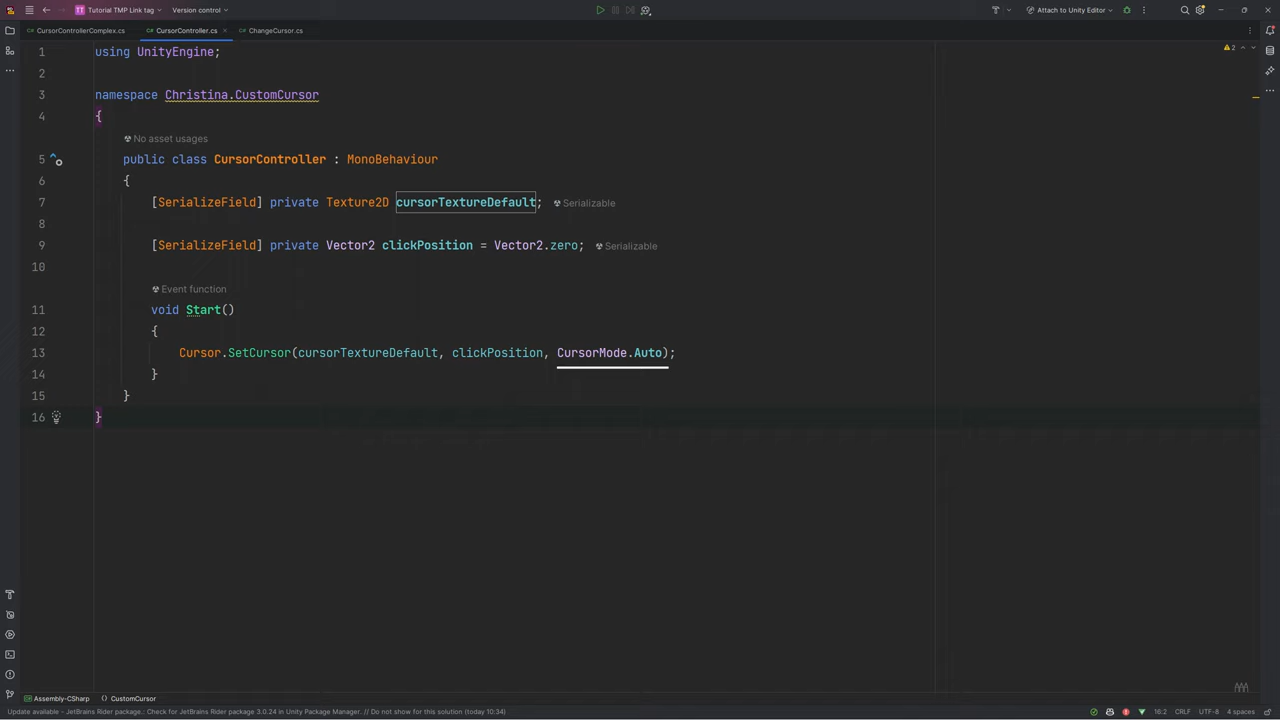 TT Tutorial TMP Link tag Version control Attach to Unity Editor
CursorControllerComplex.cs CursorController.cs ChangeCursor.cs
1 using UnityEngine; 2
2
3 namespace Christina.CustomCursor
4 {
No asset usages
5 public class CursorController : MonoBehaviour
6 {
7 [SerializeField] private Texture2D cursorTextureDefault; Serializable
8
9 [SerializeField] private Vector2 clickPosition = Vector2.zero; Serializable
10
Event function
11 void Start()
12 {
13 Cursor.SetCursor(cursorTextureDefault, clickPosition, CursorMode.Auto);
14 }
15 }
16 }
Assembly-CSharp CustomCursor
Update available - JetBrains Rider package.: Check for JetBrains Rider package 3.0.24 in Unity Package Manager. // Do not show for this solution (today 10:34) 16:2 CRLF UTF-8 4 spaces